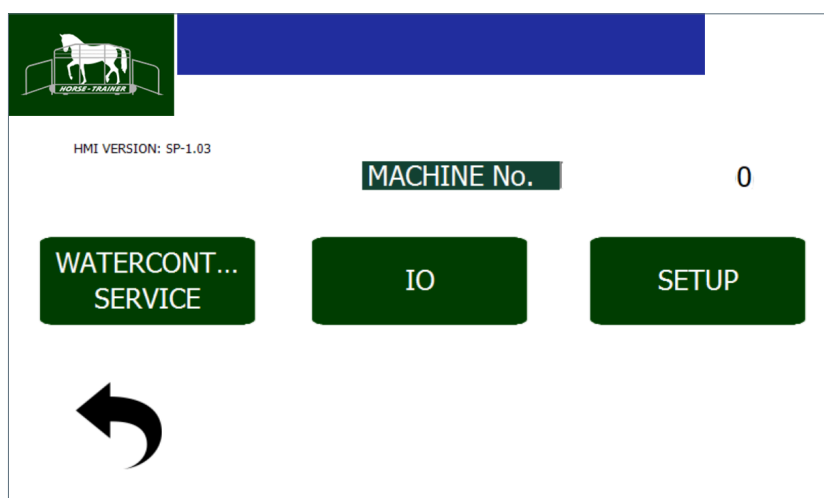 HORSE-TRAINER
HMI VERSION: SP-1.03
MACHINE No. 0
WATERCONT...
SERVICE
IO
SETUP